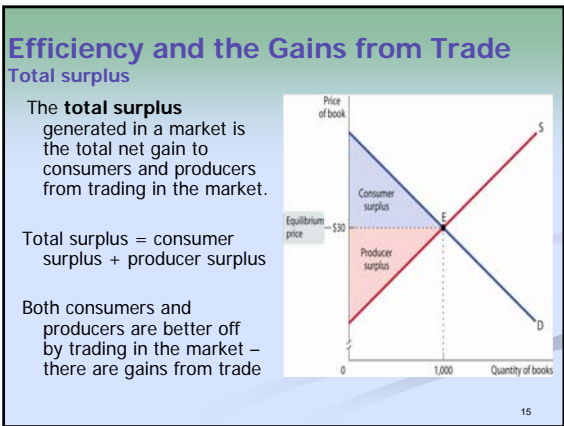 Efficiency and the Gains from Trade
Total surplus
The total surplus
generated in a market is
the total net gain to
consumers and producers
from trading in the market.
Total surplus = consumer
surplus + producer surplus
Both consumers and
producers are better off
by trading in the market –
there are gains from trade
Price
of book
S
Consumer
surplus
E
Equilibrium
price
$30
Producer
surplus
D
0
1,000
Quantity of books
15